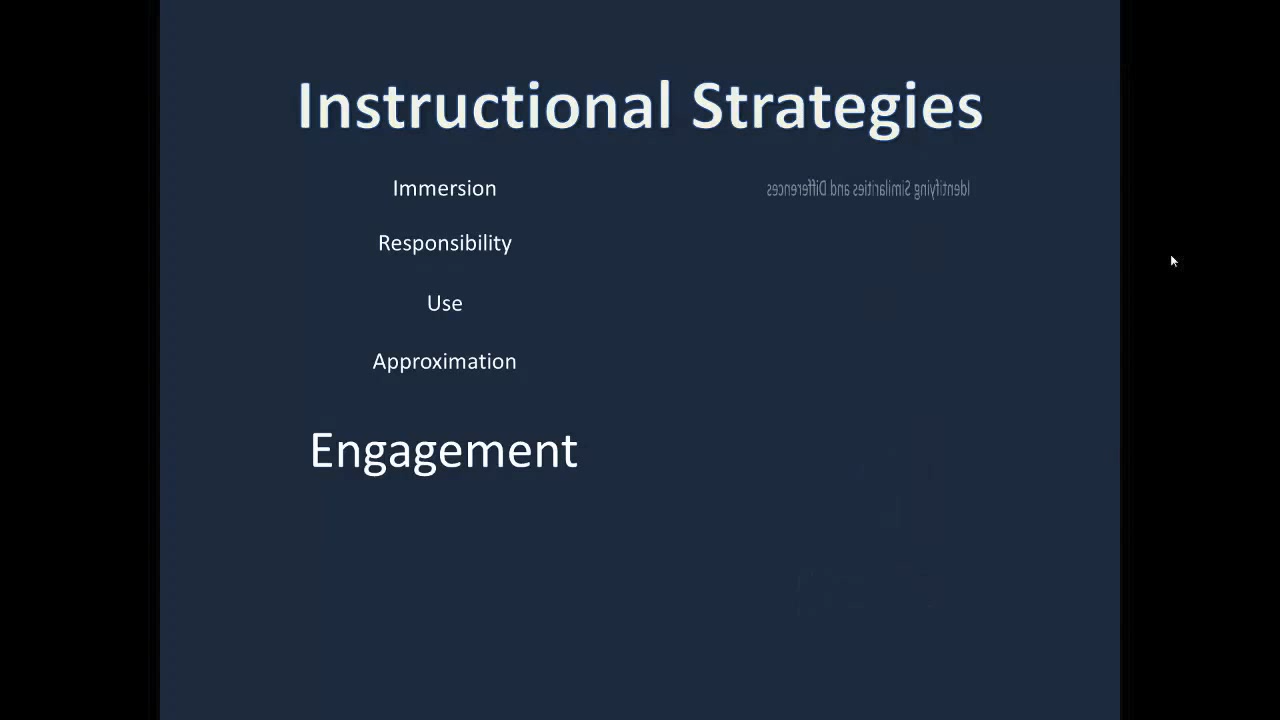 Instructional Strategies
Immersion
Identifying Similarities and Differences
Responsibility
Use
Approximation
Engagement